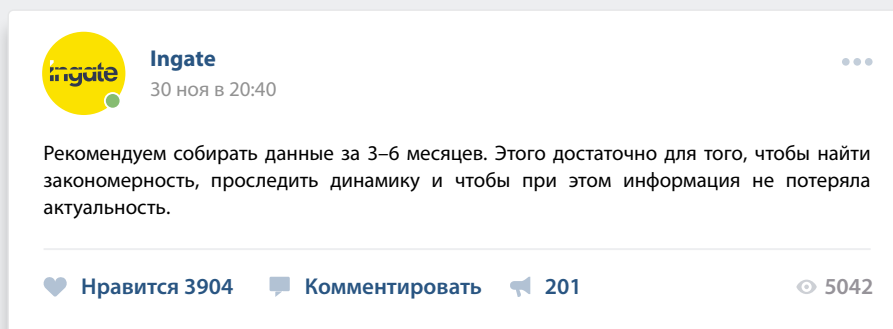 ingate
Ingate
30 ноя в 20:40
Рекомендуем собирать данные за 3–6 месяцев. Этого достаточно для того, чтобы найти
закономерность, проследить динамику и чтобы при этом информация не потеряла
актуальность.
Нравится 3904 Комментировать 201 5042